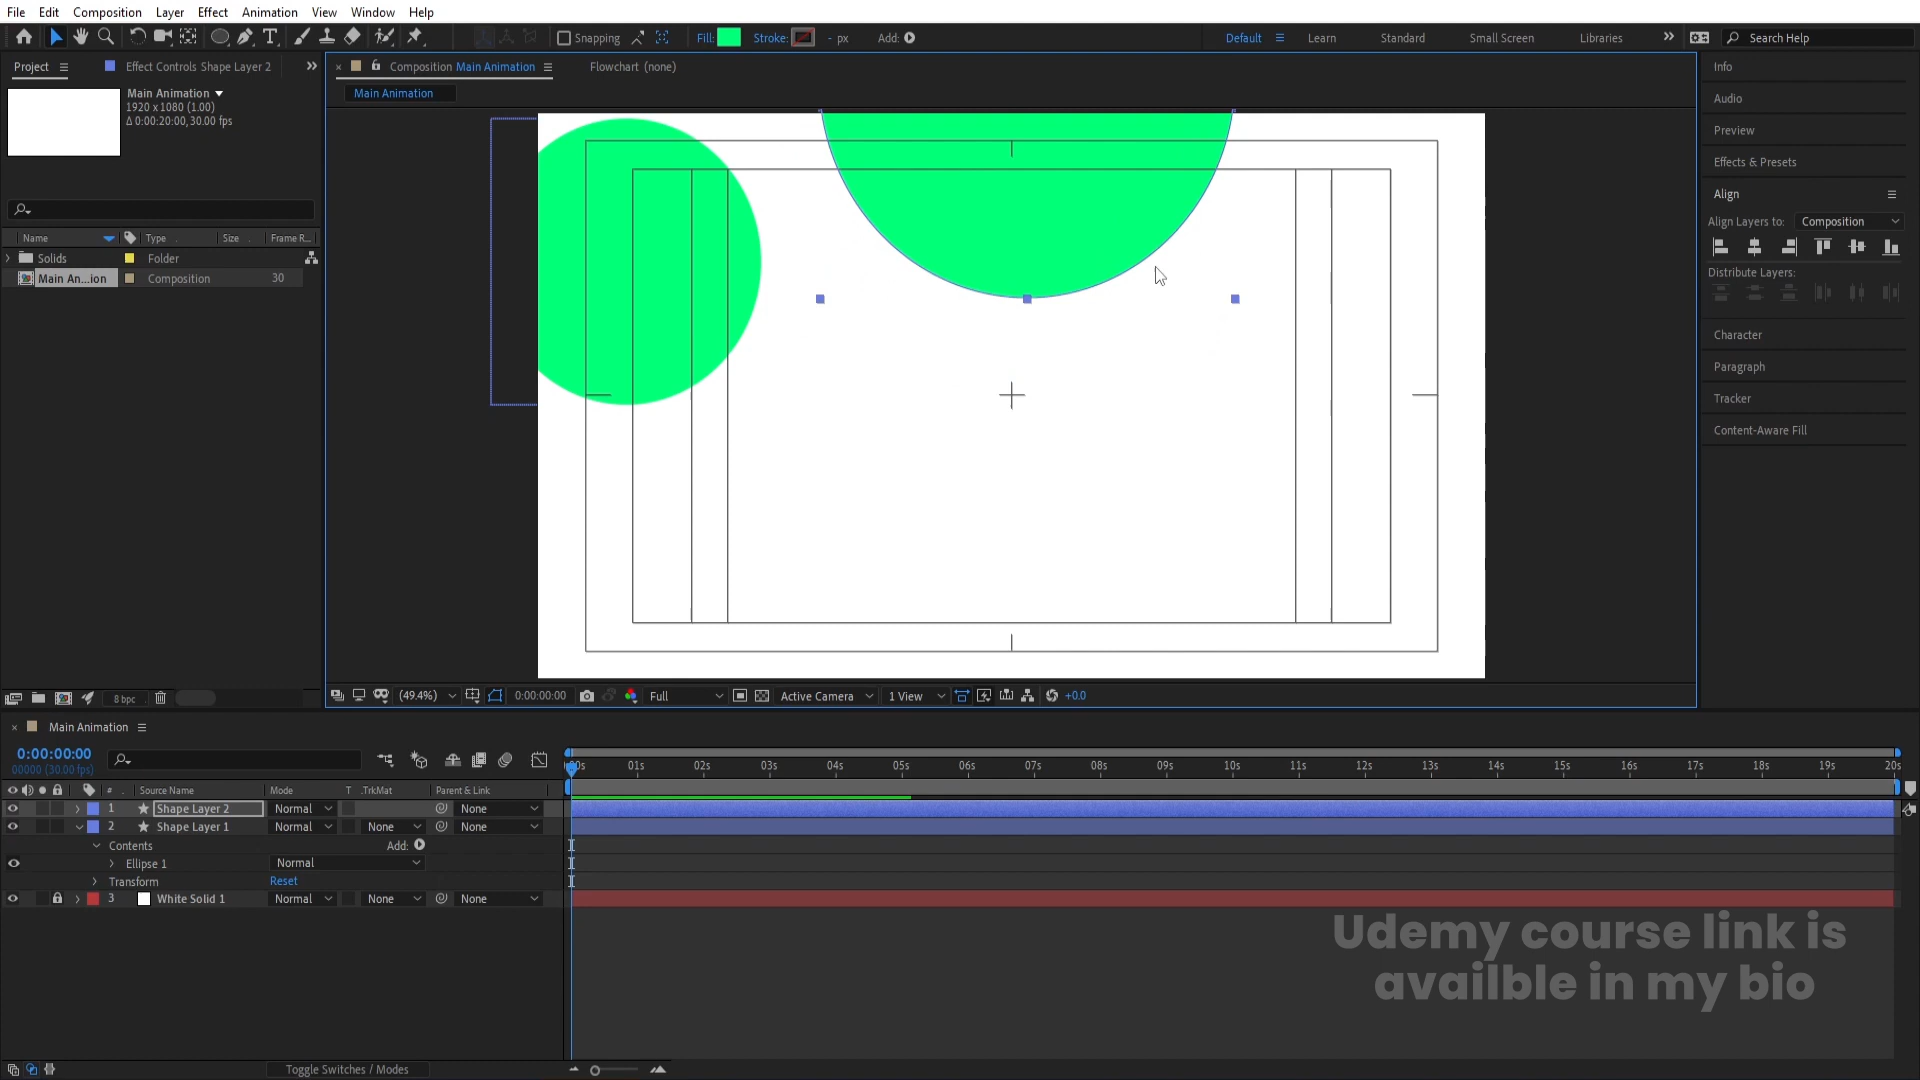 File Edit Composition Layer Effect Animation View Window Help
Snapping Fill: Stroke: - px Add: Default Learn Standard Small Screen Libraries Search Help
Project Effect Controls Shape Layer 2 Composition Main Animation Flowchart (none) Info
Main Animation
1920 x 1080 (1.00)
Δ 0:00:20:00, 30.00 fps
Main Animation
Audio
Preview
Effects & Presets
Align
Align Layers to: Composition
Distribute Layers:
Character
Paragraph
Tracker
Content-Aware Fill
Name Type Size Frame R...
Solids Folder
Main An...ion Composition 30
8 bpc (49.4%) 0:00:00:00 Full Active Camera 1 View +0.0
Main Animation
0:00:00:00
00000 (30.00 fps)
00s 01s 02s 03s 04s 05s 06s 07s 08s 09s 10s 11s 12s 13s 14s 15s 16s 17s 18s 19s 20s
# Source Name Mode T .TrkMat Parent & Link
1 Shape Layer 2 Normal None
2 Shape Layer 1 Normal None None
Contents Add:
Ellipse 1 Normal
Transform Reset
3 White Solid 1 Normal None None
Udemy course link is
availble in my bio
Toggle Switches / Modes